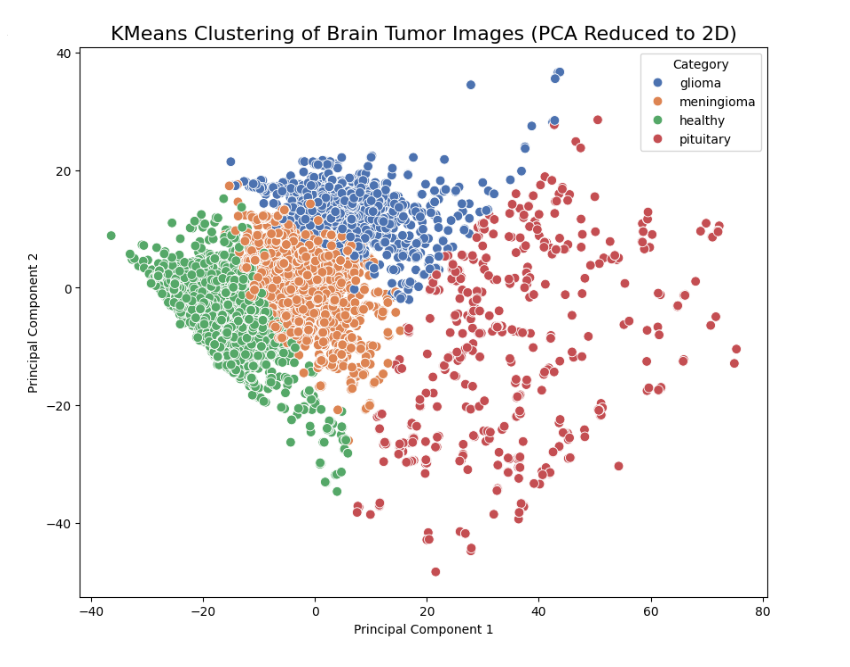 KMeans Clustering of Brain Tumor Images (PCA Reduced to 2D)
Category
glioma
meningioma
healthy
pituitary
40
20
0
−20
−40
Principal Component 2
−40 −20 0 20 40 60 80
Principal Component 1